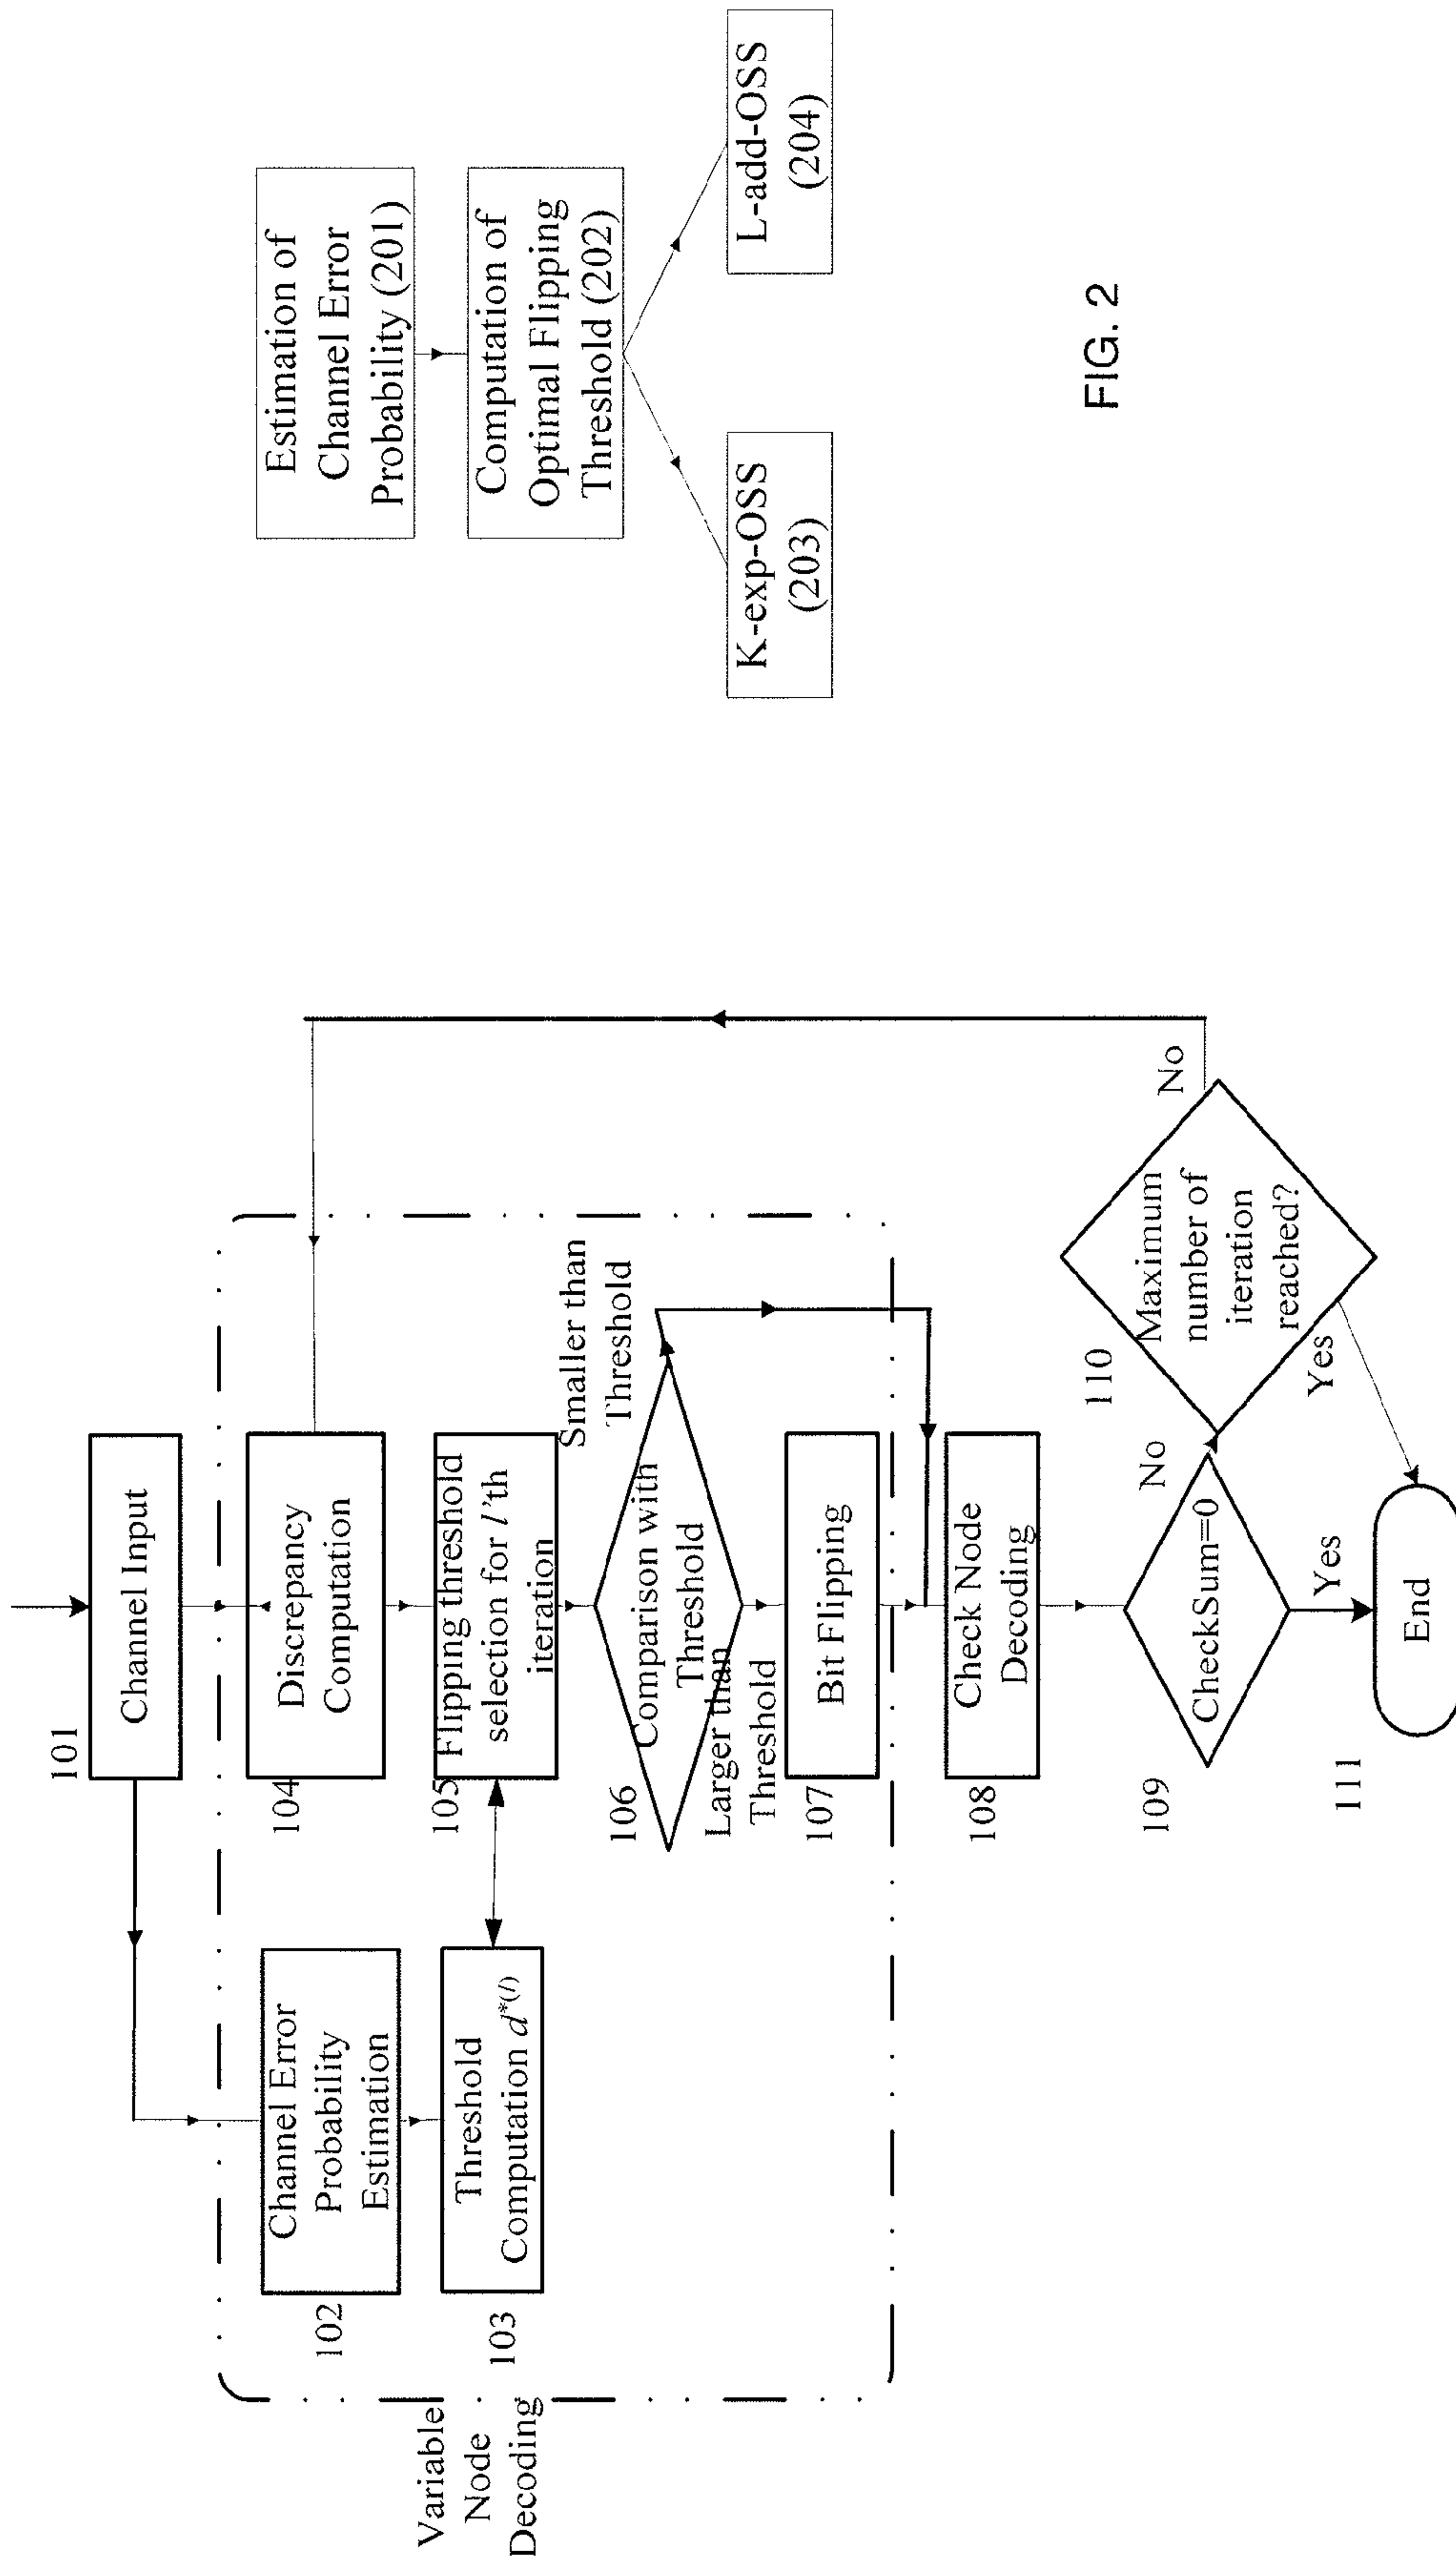 101
Channel Input
102
Channel Error
Probability
Estimation
104
Discrepancy
Computation
Variable
Node
Decoding
103
Threshold
Computation d*(l)
105
Flipping threshold
selection for l'th
iteration
Smaller than
Threshold
106
Comparison with
Threshold
Larger than
Threshold
107
Bit Flipping
108
Check Node
Decoding
109
CheckSum=0
No
110
Maximum
number of
iteration
reached?
No
Yes
Yes
111
End
Estimation of
Channel Error
Probability (201)
Computation of
Optimal Flipping
Threshold (202)
K-exp-OSS
(203)
L-add-OSS
(204)
FIG. 2